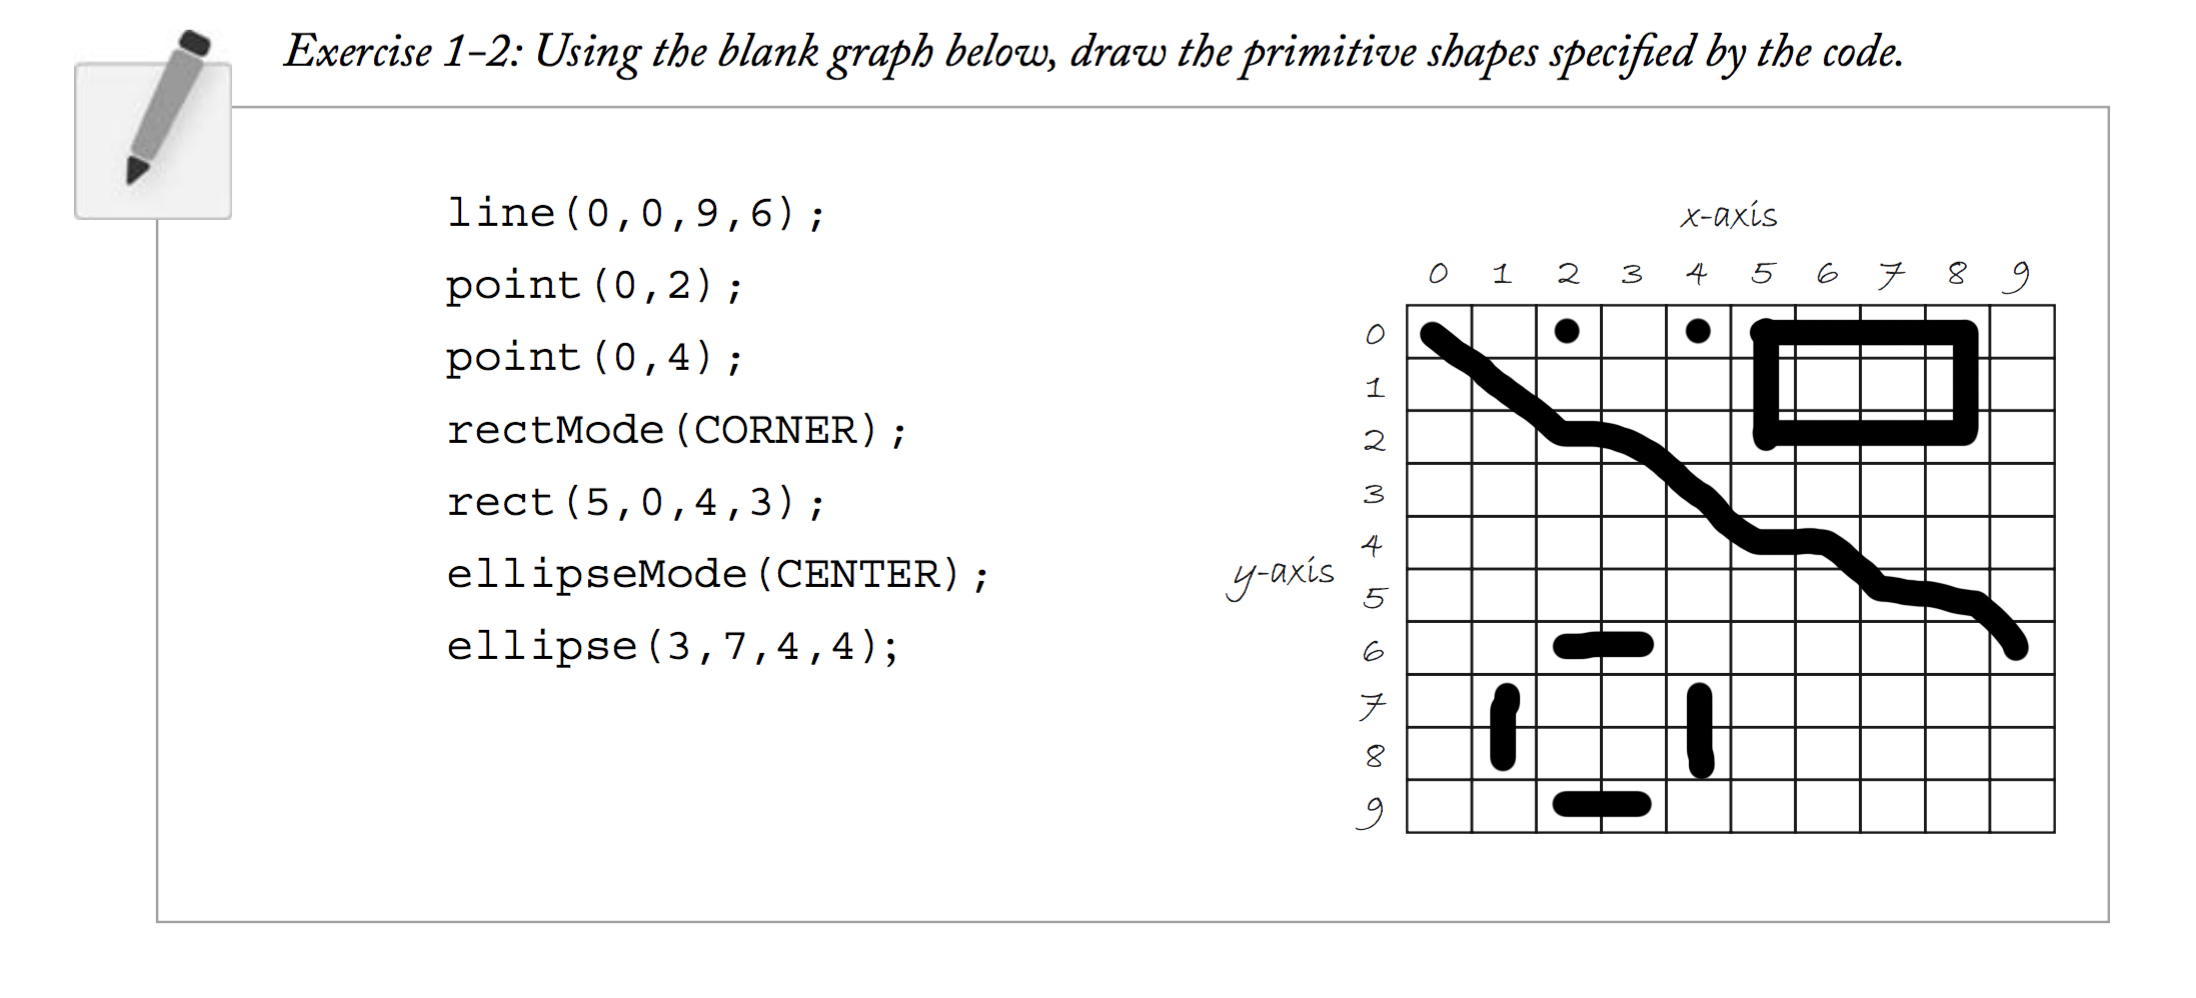 Exercise 1-2: Using the blank graph below, draw the primitive shapes specified by the code.
line(0,0,9,6);
point(0,2);
point(0,4);
rectMode(CORNER);
rect(5,0,4,3);
ellipseMode(CENTER);
ellipse(3,7,4,4);
x-axis
0 1 2 3 4 5 6 7 8 9
y-axis
0
1
2
3
4
5
6
7
8
9